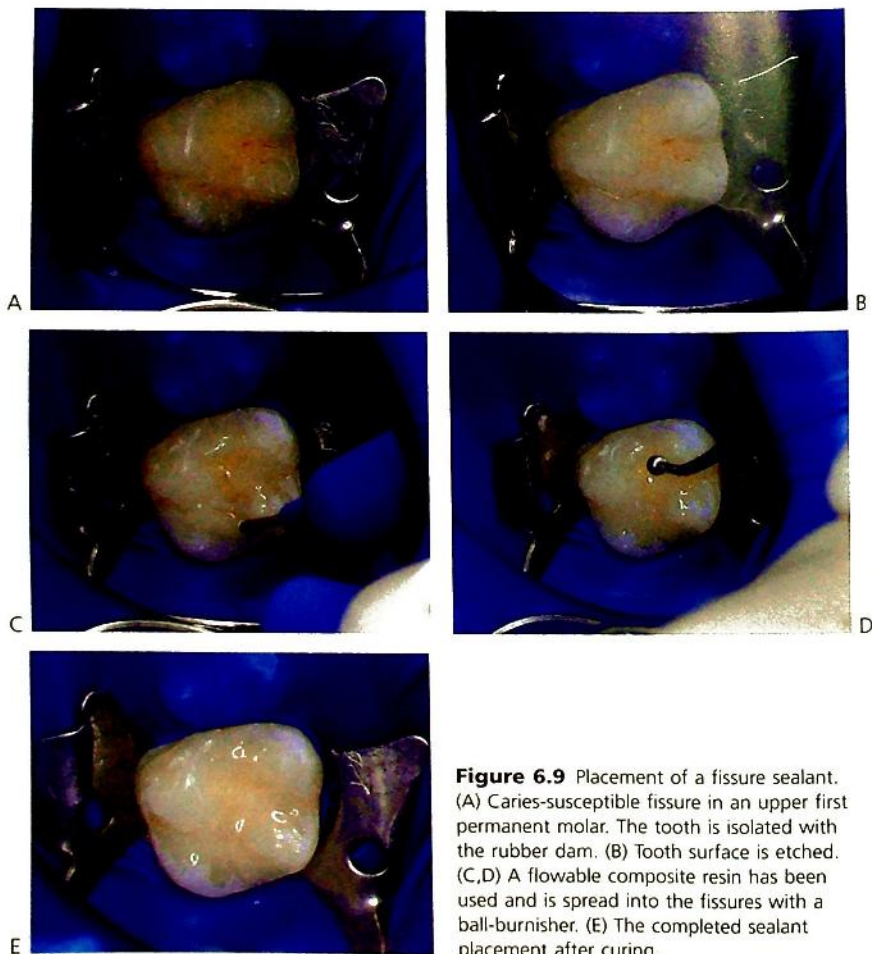 A
B
C
D
E
Figure 6.9 Placement of a fissure sealant.
(A) Caries-susceptible fissure in an upper first
permanent molar. The tooth is isolated with
the rubber dam. (B) Tooth surface is etched.
(C,D) A flowable composite resin has been
used and is spread into the fissures with a
ball-burnisher. (E) The completed sealant
placement after curing.